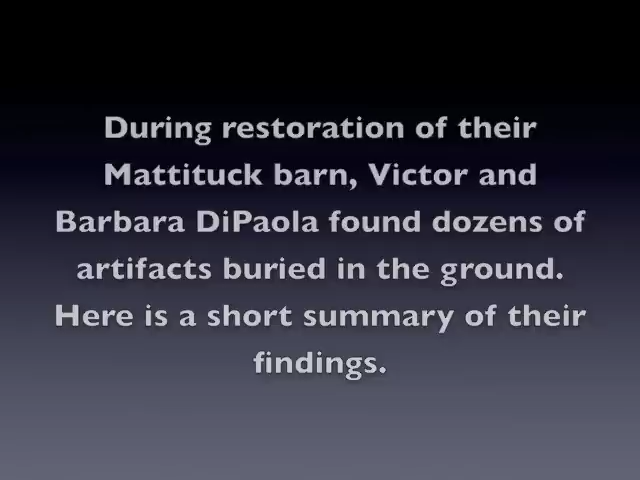 During restoration of their
Mattituck barn, Victor and
Barbara DiPaola found dozens of
artifacts buried in the ground.
Here is a short summary of their
findings.